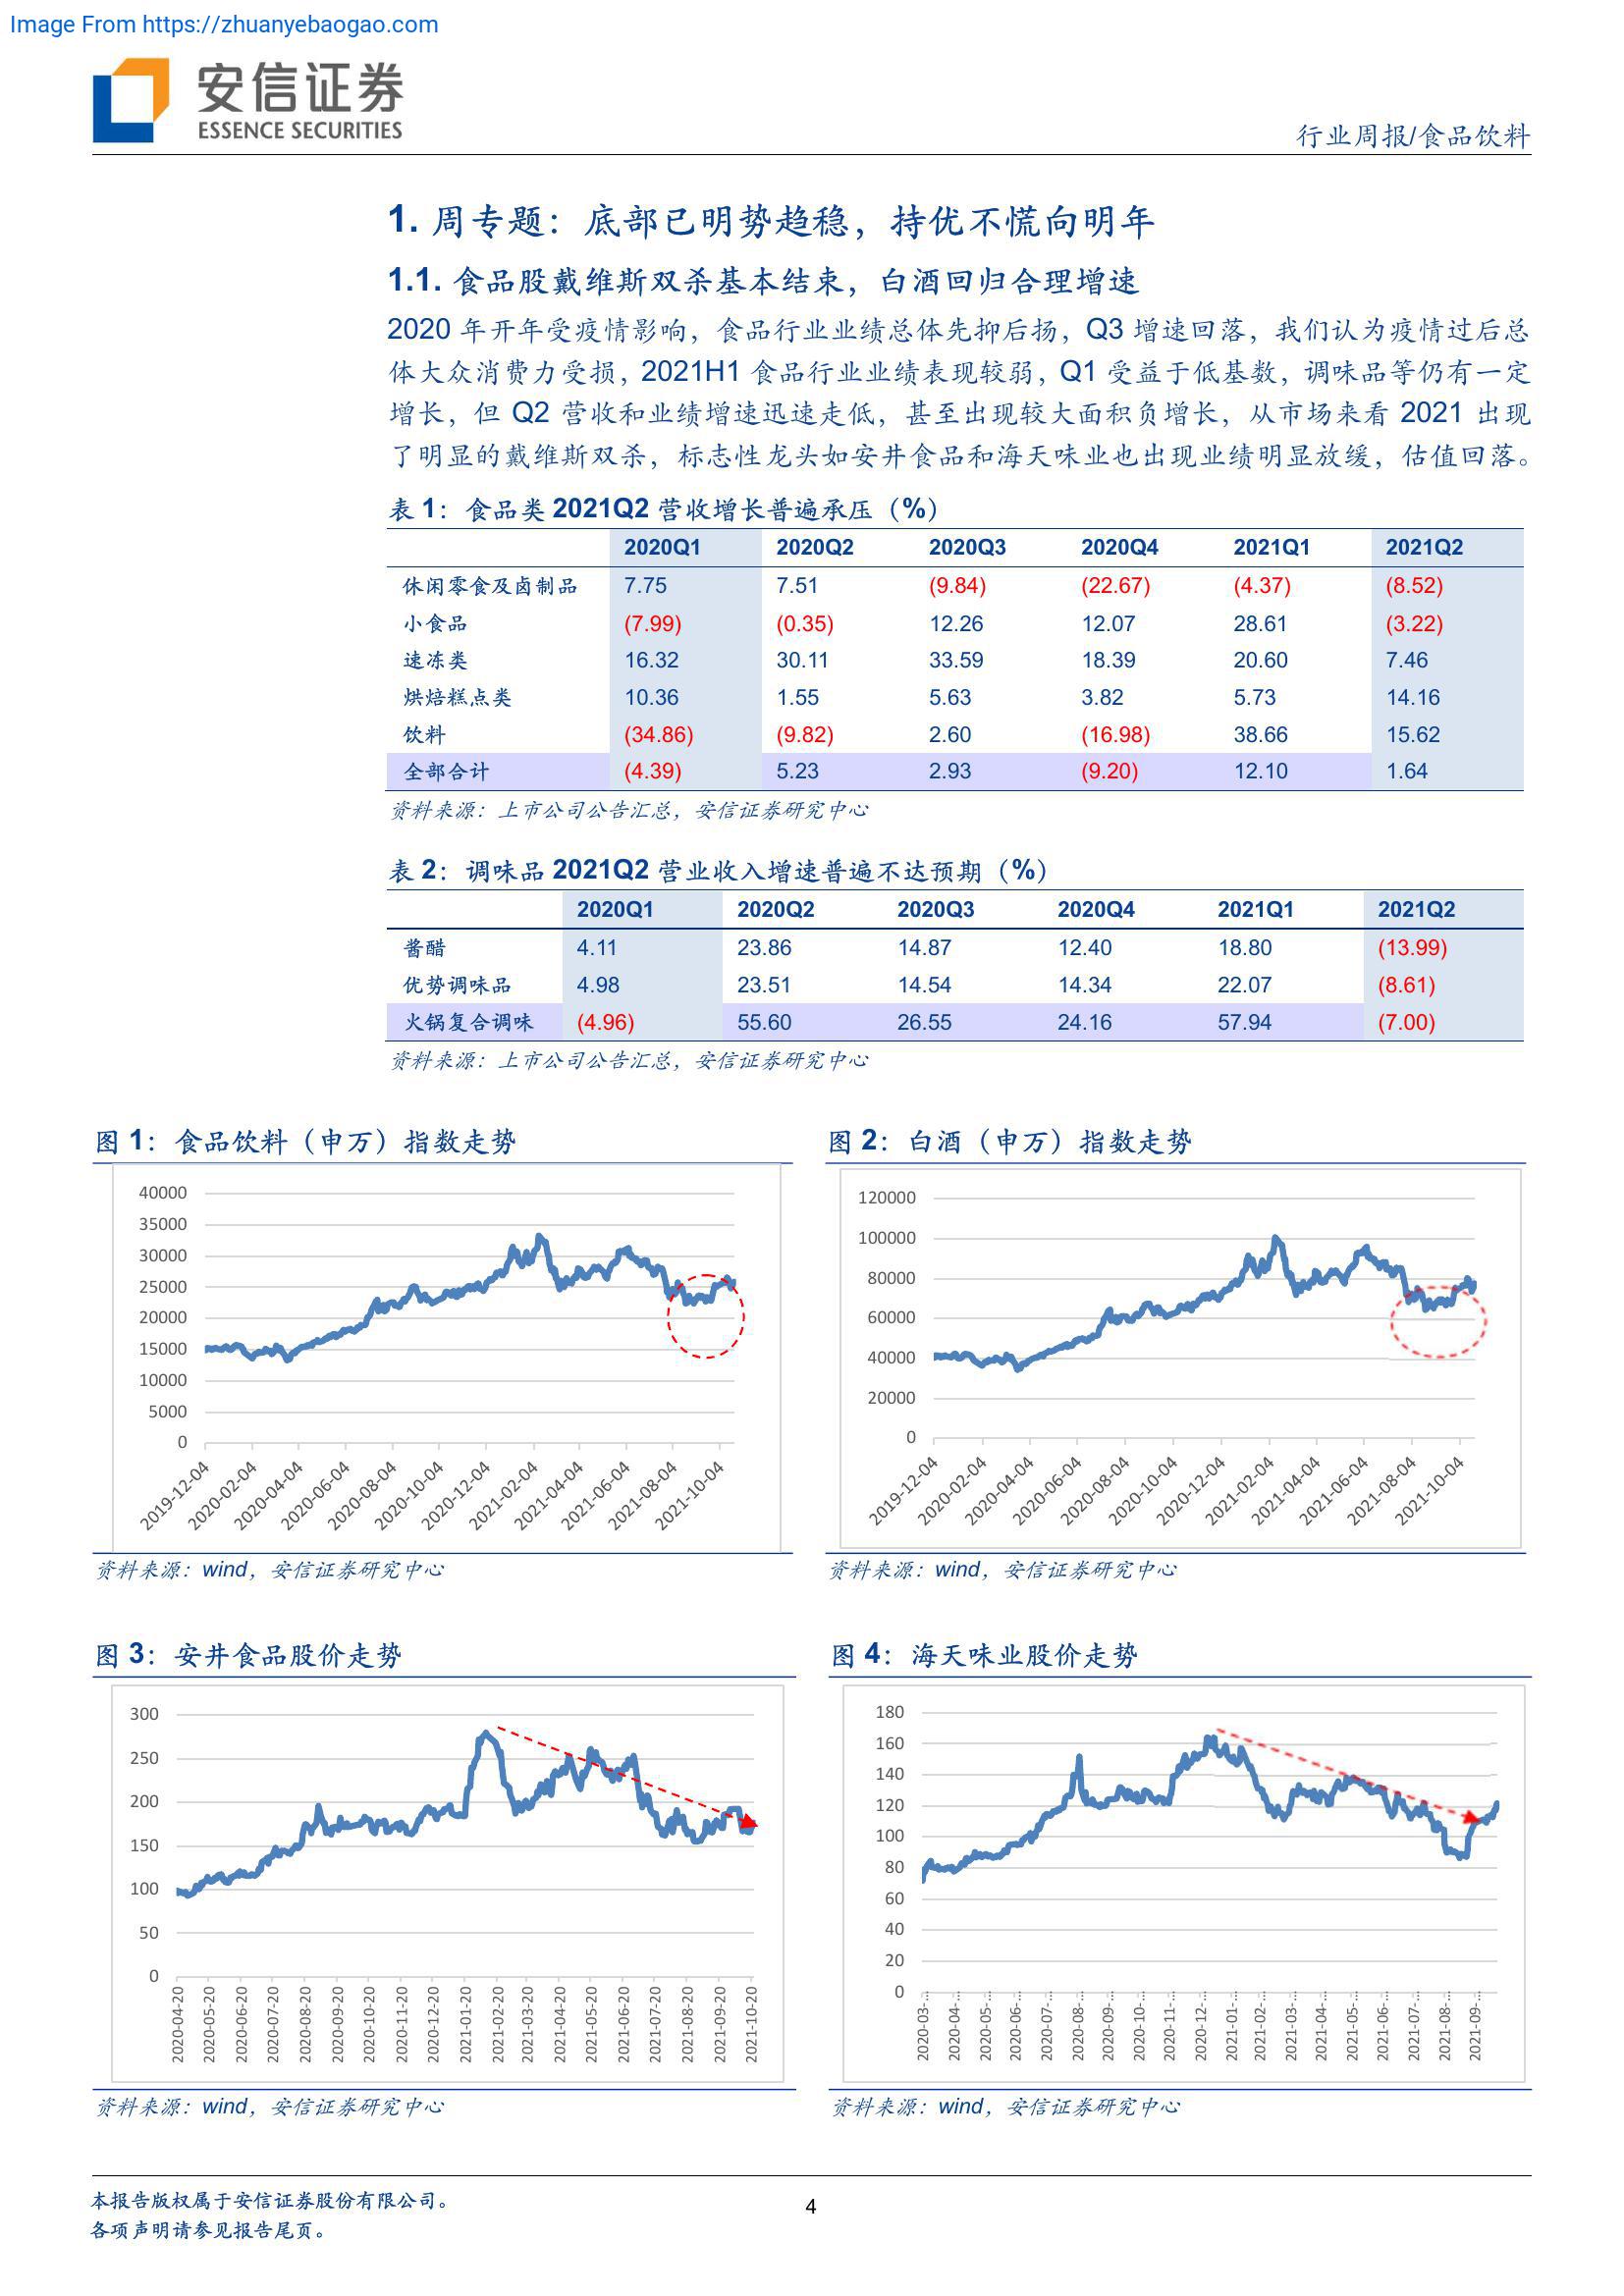 Image From https://zhuanyebaogao.com
安信证券
ESSENCE SECURITIES
行业周报/食品饮料
1. 周专题：底部已明势趋稳，持优不慌向明年
1.1. 食品股戴维斯双杀基本结束，白酒回归合理增速
2020 年开年受疫情影响，食品行业业绩总体先抑后扬，Q3 增速回落，我们认为疫情过后总
体大众消费力受损，2021H1 食品行业业绩表现较弱，Q1 受益于低基数，调味品等仍有一定
增长，但 Q2 营收和业绩增速迅速走低，甚至出现较大面积负增长，从市场来看 2021 出现
了明显的戴维斯双杀，标志性龙头如安井食品和海天味业也出现业绩明显放缓，估值回落。
表 1：食品类 2021Q2 营收增长普遍承压（%）
2020Q1 2020Q2 2020Q3 2020Q4 2021Q1 2021Q2
休闲零食及卤制品 7.75 7.51 (9.84) (22.67) (4.37) (8.52)
小食品 (7.99) (0.35) 12.26 12.07 28.61 (3.22)
速冻类 16.32 30.11 33.59 18.39 20.60 7.46
烘焙糕点类 10.36 1.55 5.63 3.82 5.73 14.16
饮料 (34.86) (9.82) 2.60 (16.98) 38.66 15.62
全部合计 (4.39) 5.23 2.93 (9.20) 12.10 1.64
资料来源：上市公司公告汇总，安信证券研究中心
表 2：调味品 2021Q2 营业收入增速普遍不达预期（%）
2020Q1 2020Q2 2020Q3 2020Q4 2021Q1 2021Q2
酱醋 4.11 23.86 14.87 12.40 18.80 (13.99)
优势调味品 4.98 23.51 14.54 14.34 22.07 (8.61)
火锅复合调味 (4.96) 55.60 26.55 24.16 57.94 (7.00)
资料来源：上市公司公告汇总，安信证券研究中心
图 1：食品饮料（申万）指数走势
40000
35000
30000
25000
20000
15000
10000
5000
0
2019-12-04 2020-02-04 2020-04-04 2020-06-04 2020-08-04 2020-10-04 2020-12-04 2021-02-04 2021-04-04 2021-06-04 2021-08-04 2021-10-04
资料来源：wind，安信证券研究中心
图 2：白酒（申万）指数走势
120000
100000
80000
60000
40000
20000
0
2019-12-04 2020-02-04 2020-04-04 2020-06-04 2020-08-04 2020-10-04 2020-12-04 2021-02-04 2021-04-04 2021-06-04 2021-08-04 2021-10-04
资料来源：wind，安信证券研究中心
图 3：安井食品股价走势
300
250
200
150
100
50
0
2020-04-20 2020-05-20 2020-06-20 2020-07-20 2020-08-20 2020-09-20 2020-10-20 2020-11-20 2020-12-20 2021-01-20 2021-02-20 2021-03-20 2021-04-20 2021-05-20 2021-06-20 2021-07-20 2021-08-20 2021-09-20 2021-10-20
资料来源：wind，安信证券研究中心
图 4：海天味业股价走势
180
160
140
120
100
80
60
40
20
0
2020-03-... 2020-04-... 2020-05-... 2020-06-... 2020-07-... 2020-08-... 2020-09-... 2020-10-... 2020-11-... 2020-12-... 2021-01-... 2021-02-... 2021-03-... 2021-04-... 2021-05-... 2021-06-... 2021-07-... 2021-08-... 2021-09-...
资料来源：wind，安信证券研究中心
本报告版权属于安信证券股份有限公司。
各项声明请参见报告尾页。
4